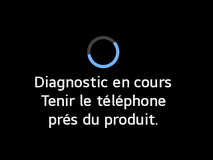 Diagnostic en cours
Tenir le téléphone
prés du produit.